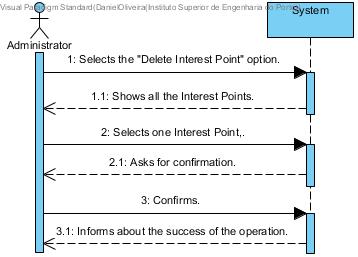 Visual Paradigm Standard(DanielOliveira(Instituto Superior de Engenharia do Porto)
System
Administrator
1: Selects the "Delete Interest Point" option.
1.1: Shows all the Interest Points.
2: Selects one Interest Point,.
2.1: Asks for confirmation.
3: Confirms.
3.1: Informs about the success of the operation.